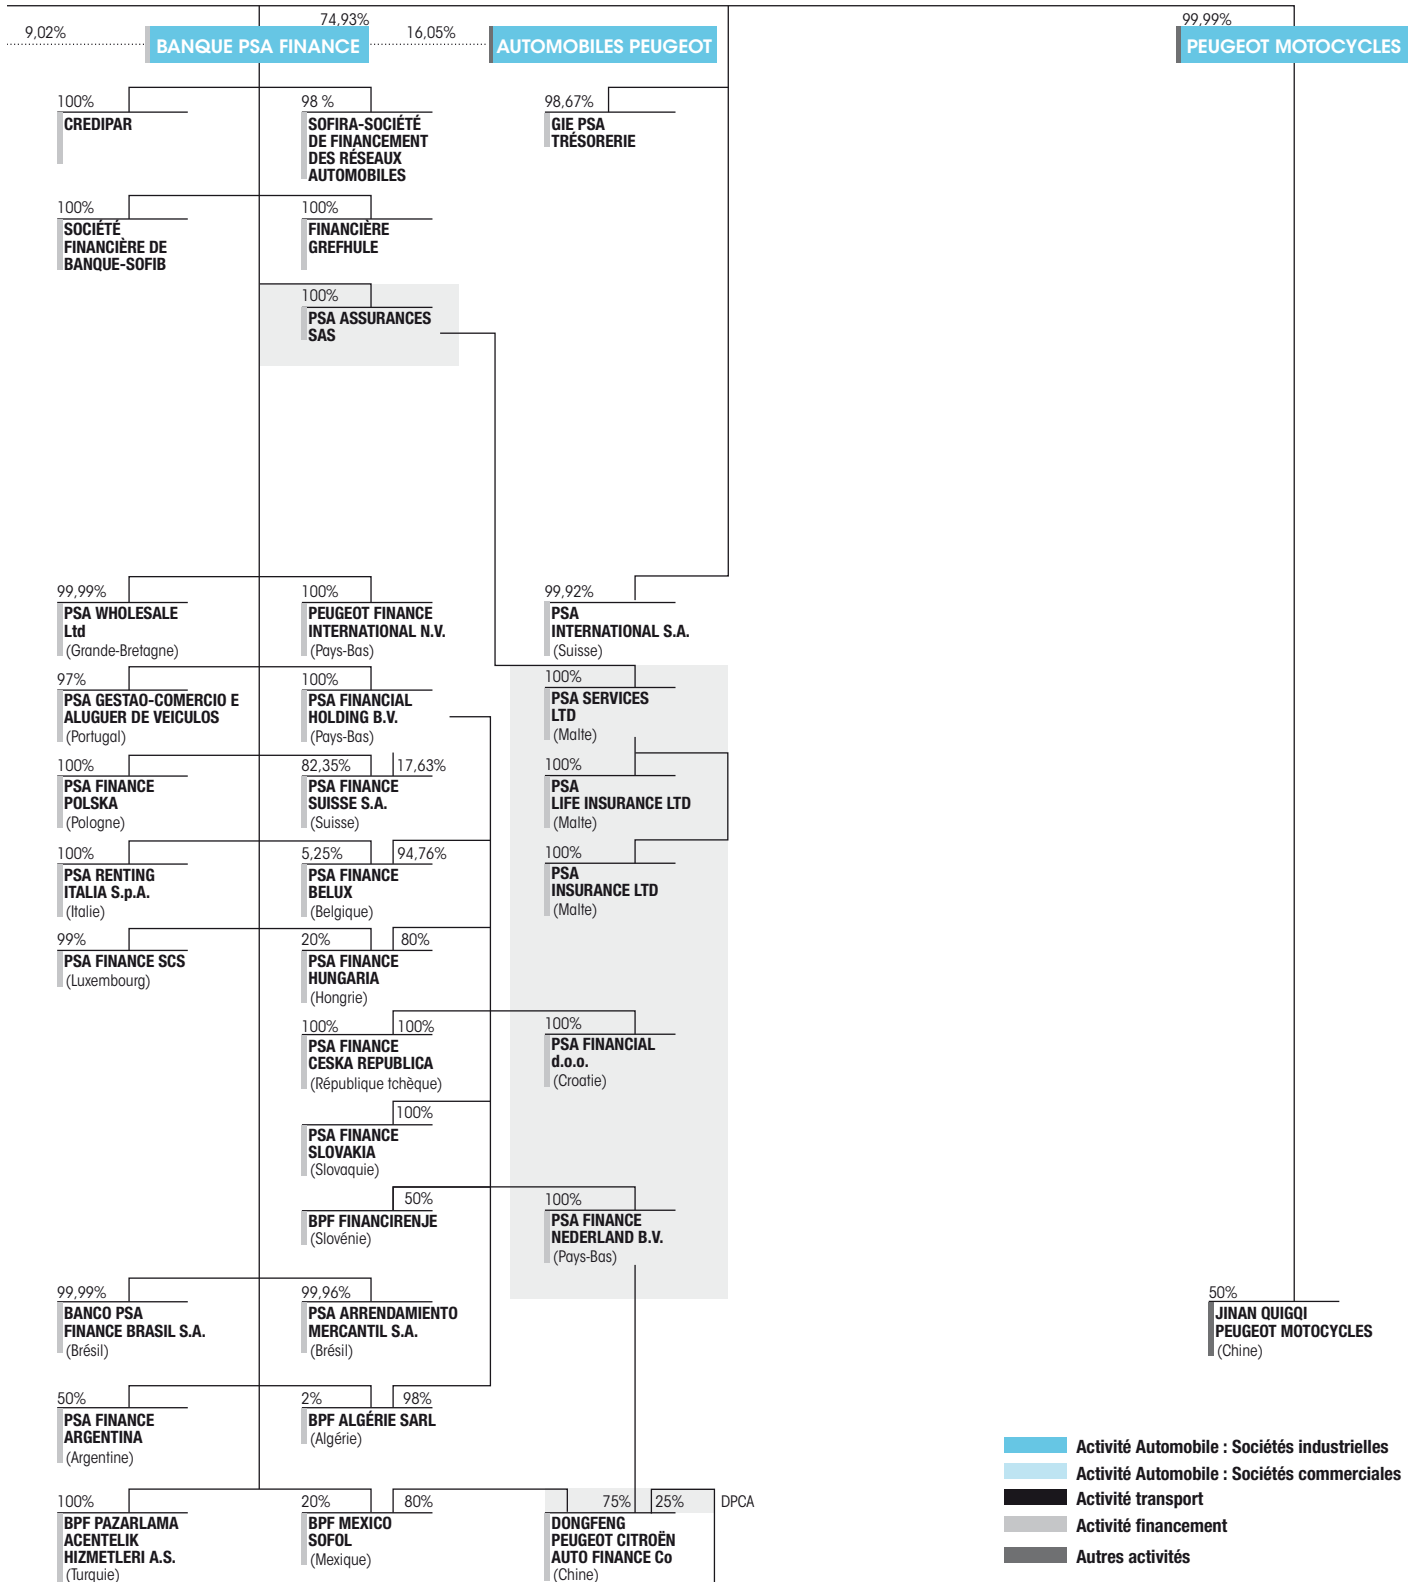 74,93%
99,99%
9,02%
16,05%
BANQUE PSA FINANCE
AUTOMOBILES PEUGEOT
PEUGEOT MOTOCYCLES
100%
CREDIPAR
98 %
SOFIRA-SOCIÉTÉ
DE FINANCEMENT
DES RÉSEAUX
AUTOMOBILES
98,67%
GIE PSA
TRÉSORERIE
100%
SOCIÉTÉ
FINANCIÈRE DE
BANQUE-SOFIB
100%
FINANCIÈRE
GREFHULE
100%
PSA ASSURANCES
SAS
99,99%
PSA WHOLESALE
Ltd
(Grande-Bretagne)
100%
PEUGEOT FINANCE
INTERNATIONAL N.V.
(Pays-Bas)
99,92%
PSA
INTERNATIONAL S.A.
(Suisse)
97%
PSA GESTAO-COMERCIO E
ALUGUER DE VEICULOS
(Portugal)
100%
PSA FINANCIAL
HOLDING B.V.
(Pays-Bas)
100%
PSA SERVICES
LTD
(Malte)
100%
PSA FINANCE
POLSKA
(Pologne)
82,35%
17,63%
PSA FINANCE
SUISSE S.A.
(Suisse)
100%
PSA
LIFE INSURANCE LTD
(Malte)
100%
PSA RENTING
ITALIA S.p.A.
(Italie)
5,25%
94,76%
PSA FINANCE
BELUX
(Belgique)
100%
PSA
INSURANCE LTD
(Malte)
99%
PSA FINANCE SCS
(Luxembourg)
20%
80%
PSA FINANCE
HUNGARIA
(Hongrie)
100%
100%
PSA FINANCE
CESKA REPUBLICA
(République tchèque)
100%
PSA FINANCIAL
d.o.o.
(Croatie)
100%
PSA FINANCE
SLOVAKIA
(Slovaquie)
50%
BPF FINANCIRENJE
(Slovénie)
100%
PSA FINANCE
NEDERLAND B.V.
(Pays-Bas)
99,99%
BANCO PSA
FINANCE BRASIL S.A.
(Brésil)
99,96%
PSA ARRENDAMIENTO
MERCANTIL S.A.
(Brésil)
50%
JINAN QUIGQI
PEUGEOT MOTOCYCLES
(Chine)
50%
PSA FINANCE
ARGENTINA
(Argentine)
2%
98%
BPF ALGÉRIE SARL
(Algérie)
100%
BPF PAZARLAMA
ACENTELIK
HIZMETLERI A.S.
(Turquie)
20%
80%
BPF MEXICO
SOFOL
(Mexique)
75%
25%
DPCA
DONGFENG
PEUGEOT CITROËN
AUTO FINANCE Co
(Chine)
Activité Automobile : Sociétés industrielles
Activité Automobile : Sociétés commerciales
Activité transport
Activité financement
Autres activités